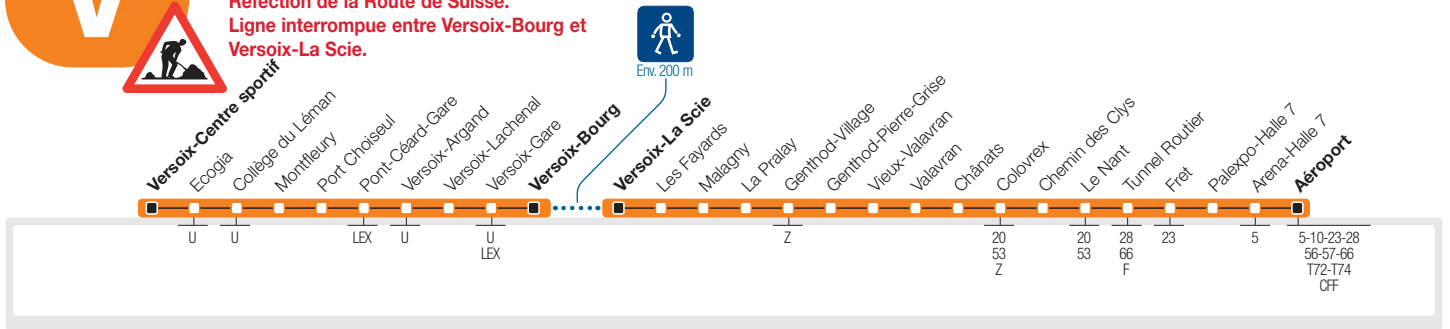 V
Réfection de la Route de Suisse.
Ligne interrompue entre Versoix-Bourg et
Versoix-La Scie.
Env. 200 m
Versoix-Centre sportif
Ecogia
Collège du Léman
Montfleury
Port Choiseul
Pont-Céard-Gare
Versoix-Argand
Versoix-Lachenal
Versoix-Gare
Versoix-Bourg
Versoix-La Scie
Les Fayards
Malagny
La Pralay
Genthod-Village
Genthod-Pierre-Grise
Vieux-Valavran
Valavran
Chânats
Colovrex
Chemin des Clys
Le Nant
Tunnel Routier
Fret
Palexpo-Halle 7
Arena-Halle 7
Aéroport
U
U
LEX
U
U
LEX
Z
20
53
Z
20
53
28
66
F
23
5
5-10-23-28
56-57-66
T72-T74
CFF